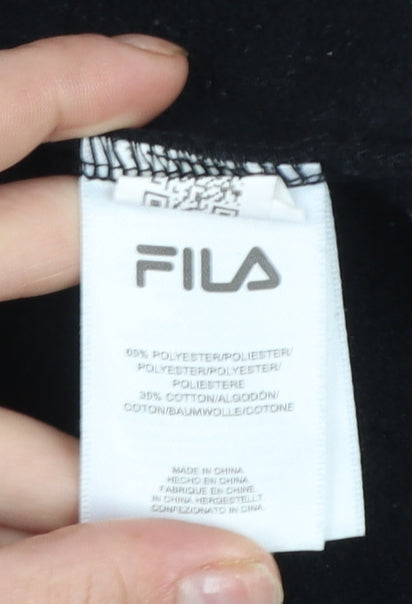 FILA
65% POLYESTER/POLIESTER/
POLYESTER/POLYESTER/
POLIESTERE
35% COTTON/ALGODÓN/
COTON/BAUMWOLLE/COTONE
MADE IN CHINA
HECHO EN CHINA
FABRIQUE EN CHINE
IN CHINA HERGESTELLT
CONFEZIONATO IN CINA